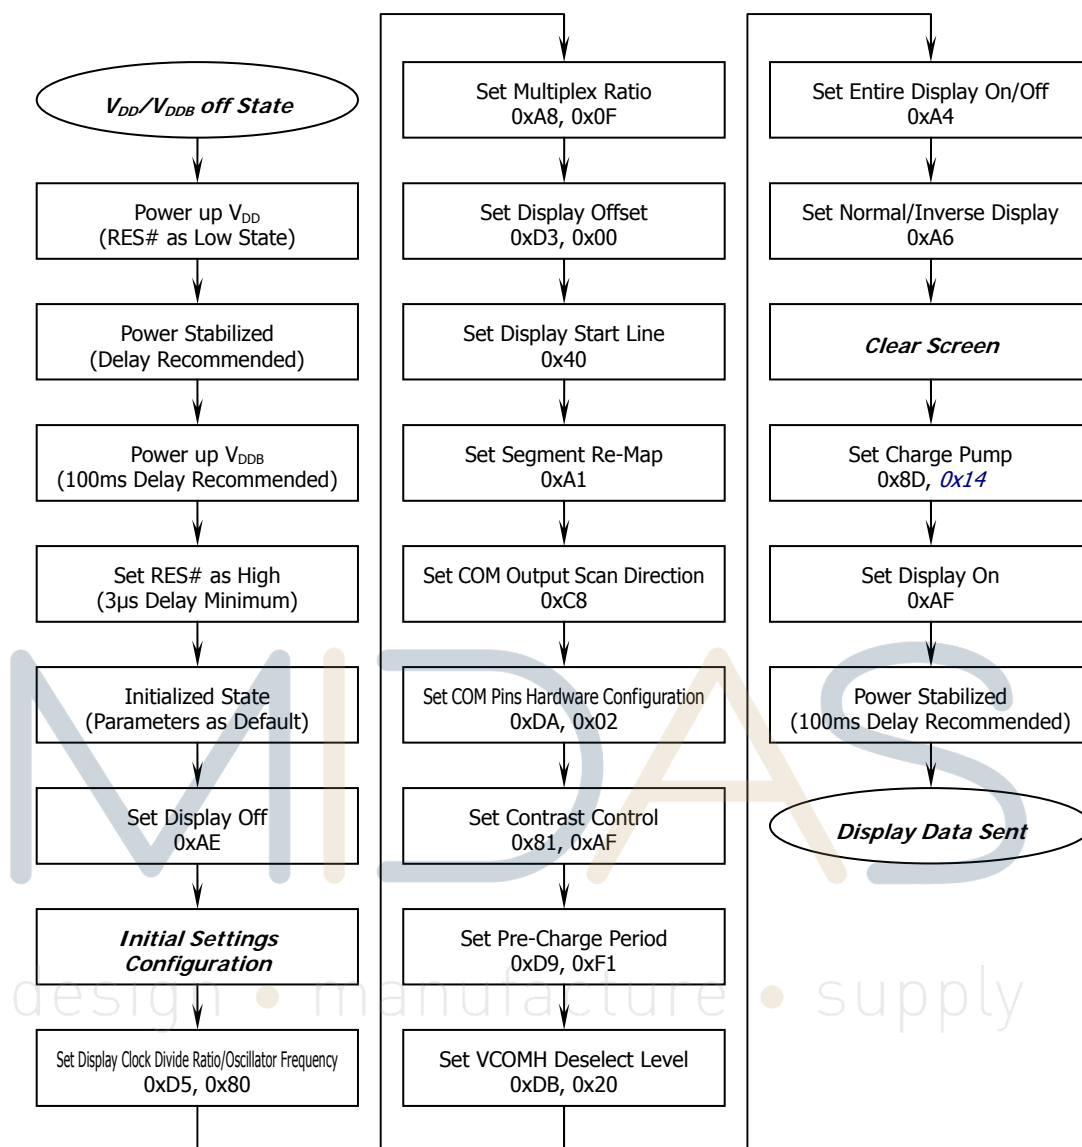 V_DD/V_DDB off State
Power up V_DD
(RES# as Low State)
Power Stabilized
(Delay Recommended)
Power up V_DDB
(100ms Delay Recommended)
Set RES# as High
(3µs Delay Minimum)
Initialized State
(Parameters as Default)
Set Display Off
0xAE
Initial Settings
Configuration
Set Display Clock Divide Ratio/Oscillator Frequency
0xD5, 0x80
Set Multiplex Ratio
0xA8, 0x0F
Set Display Offset
0xD3, 0x00
Set Display Start Line
0x40
Set Segment Re-Map
0xA1
Set COM Output Scan Direction
0xC8
Set COM Pins Hardware Configuration
0xDA, 0x02
Set Contrast Control
0x81, 0xAF
Set Pre-Charge Period
0xD9, 0xF1
Set VCOMH Deselect Level
0xDB, 0x20
Set Entire Display On/Off
0xA4
Set Normal/Inverse Display
0xA6
Clear Screen
Set Charge Pump
0x8D, 0x14
Set Display On
0xAF
Power Stabilized
(100ms Delay Recommended)
Display Data Sent
MIDAS
design • manufacture • supply